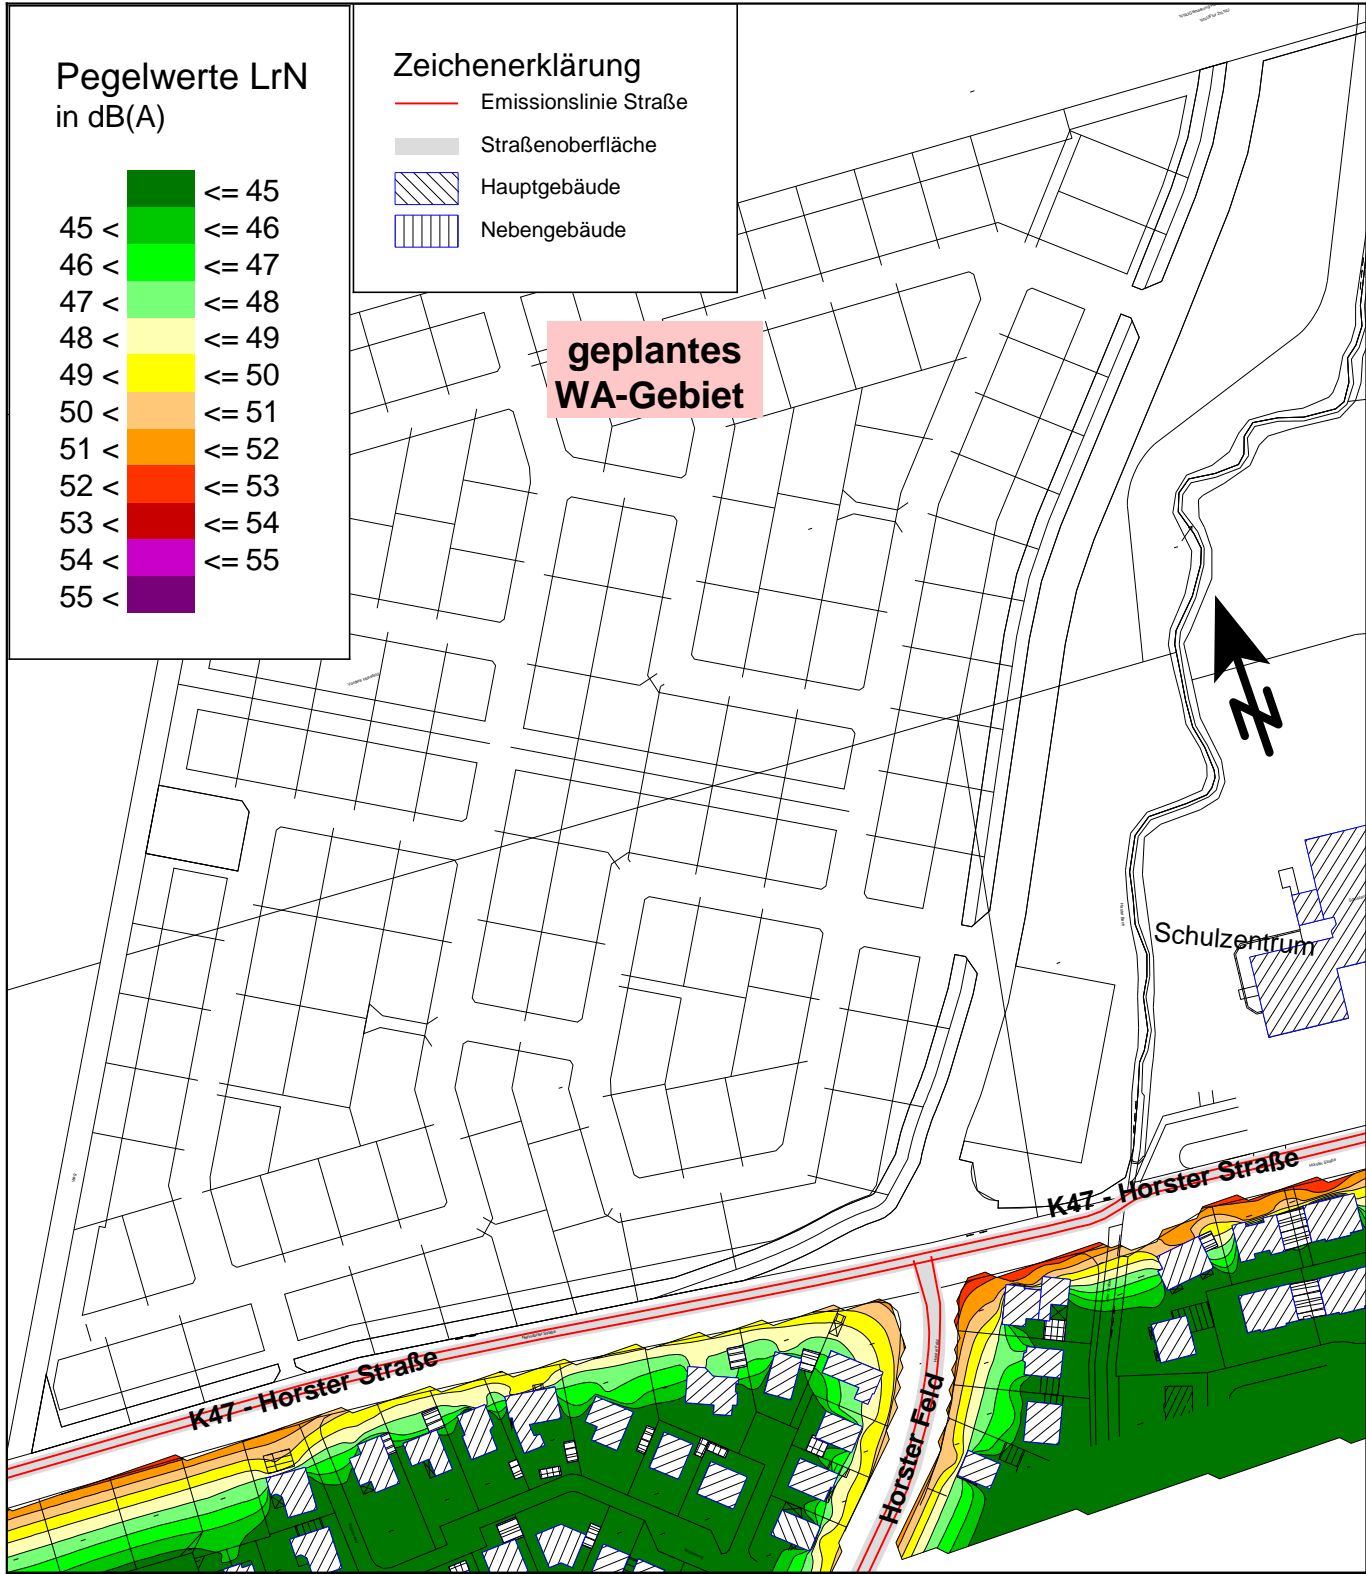 Pegelwerte LrN
in dB(A)
<= 45
45 < <= 46
46 < <= 47
47 < <= 48
48 < <= 49
49 < <= 50
50 < <= 51
51 < <= 52
52 < <= 53
53 < <= 54
54 < <= 55
55 <
Zeichenerklärung
Emissionslinie Straße
Straßenoberfläche
Hauptgebäude
Nebengebäude
geplantes
WA-Gebiet
Schulzentrum
K47 - Horster Straße
K47 - Horster Straße
Horster Feld